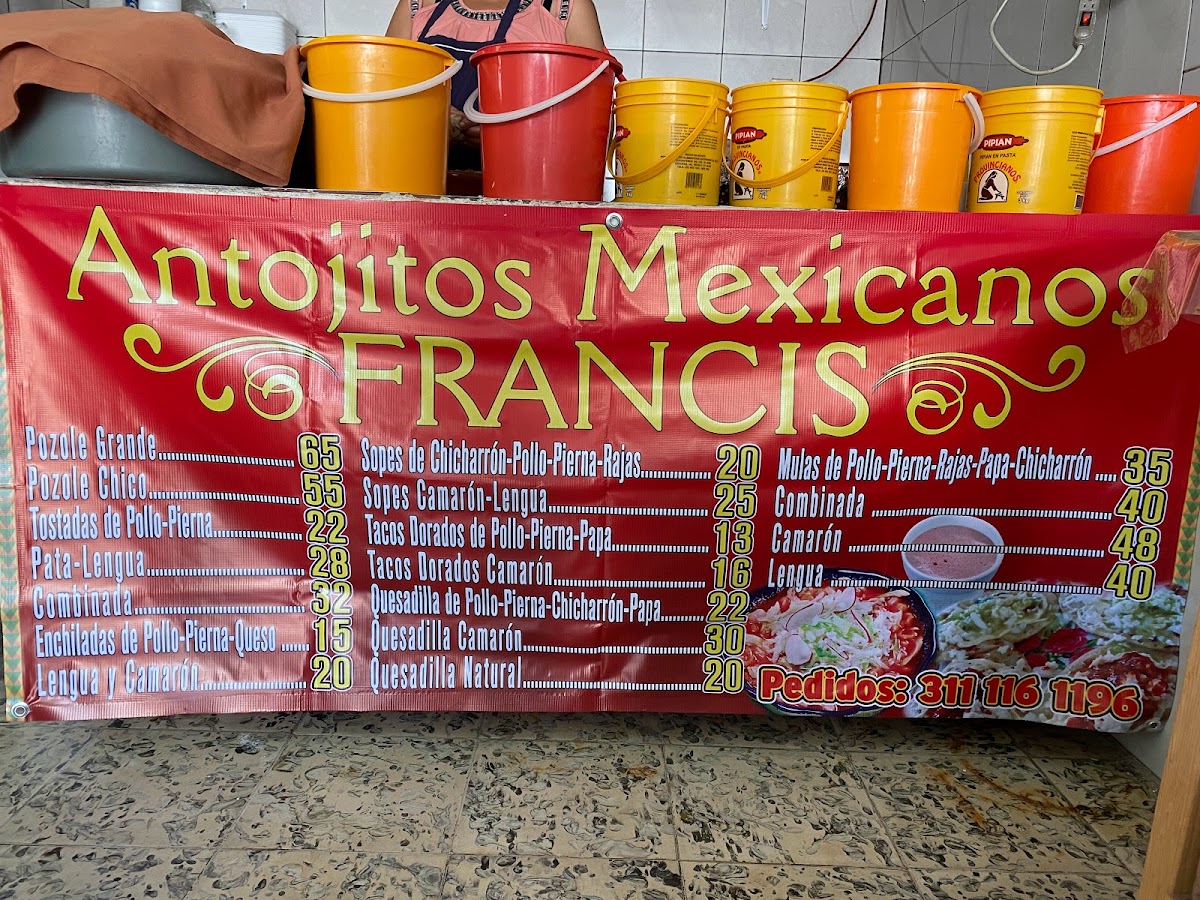 PIPIAN
PIPIAN
PIPIAN EN PASTA
PROVINCIANOS
Antojitos Mexicanos
FRANCIS
Pozole Grande 65
Pozole Chico 55
Tostadas de Pollo-Pierna 22
Pata-Lengua 28
Combinada 32
Enchiladas de Pollo-Pierna-Queso 15
Lengua y Camarón 20
Sopes de Chicharrón-Pollo-Pierna-Rajas 20
Sopes Camarón-Lengua 25
Tacos Dorados de Pollo-Pierna-Papa 13
Tacos Dorados Camarón 16
Quesadilla de Pollo-Pierna-Chicharrón-Papa 22
Quesadilla Camarón 30
Quesadilla Natural 20
Mulas de Pollo-Pierna-Rajas-Papa-Chicharrón 35
Combinada 40
Camarón 48
Lengua 40
Pedidos: 311 116 1196